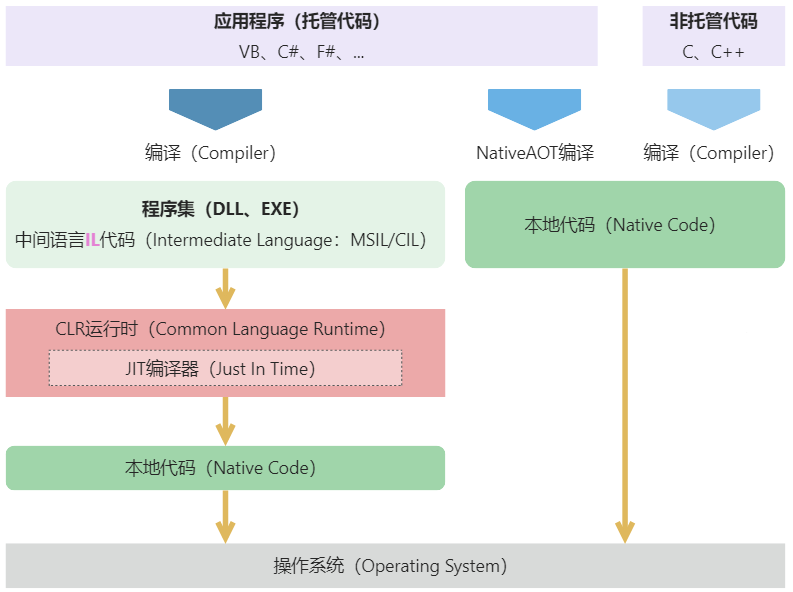 应用程序（托管代码）
VB、C#、F#、...
非托管代码
C、C++
编译（Compiler）
NativeAOT编译
编译（Compiler）
程序集（DLL、EXE）
中间语言IL代码（Intermediate Language：MSIL/CIL）
本地代码（Native Code）
CLR运行时（Common Language Runtime）
JIT编译器（Just In Time）
本地代码（Native Code）
操作系统（Operating System）